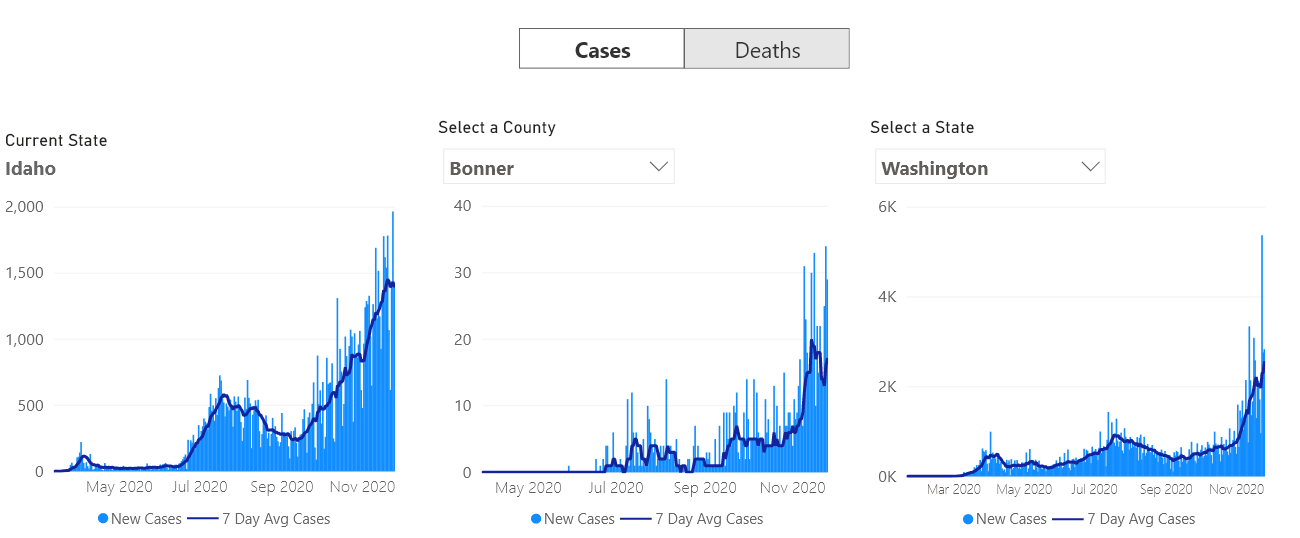 Cases Deaths
Current State
Idaho
2,000
1,500
1,000
500
0
May 2020 Jul 2020 Sep 2020 Nov 2020
New Cases 7 Day Avg Cases
Select a County
Bonner
40
30
20
10
0
May 2020 Jul 2020 Sep 2020 Nov 2020
New Cases 7 Day Avg Cases
Select a State
Washington
6K
4K
2K
0K
Mar 2020 May 2020 Jul 2020 Sep 2020 Nov 2020
New Cases 7 Day Avg Cases